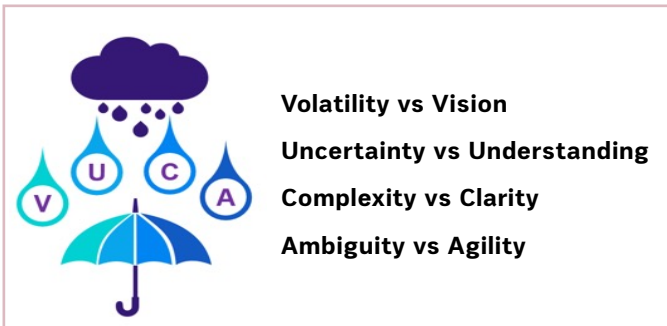 V
U
C
A
Volatility vs Vision
Uncertainty vs Understanding
Complexity vs Clarity
Ambiguity vs Agility